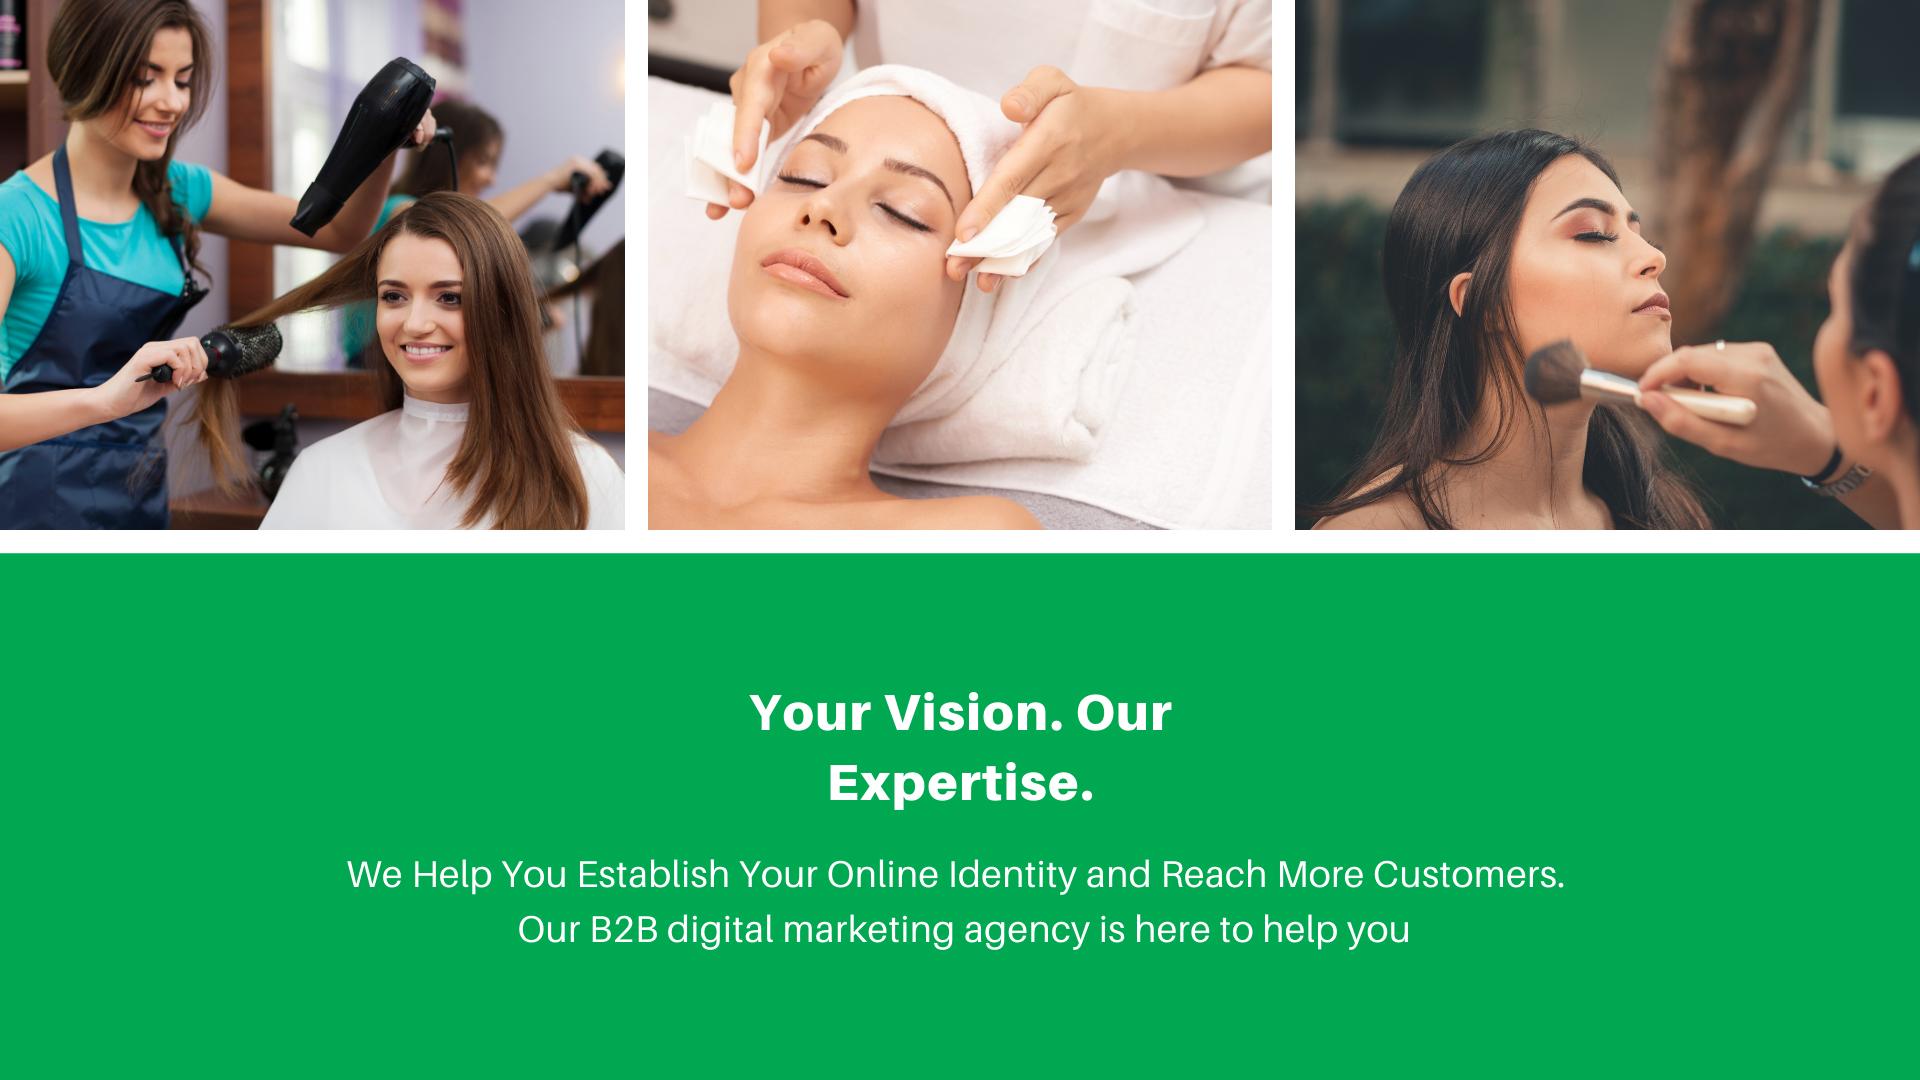 Your Vision. Our
Expertise.
We Help You Establish Your Online Identity and Reach More Customers.
Our B2B digital marketing agency is here to help you